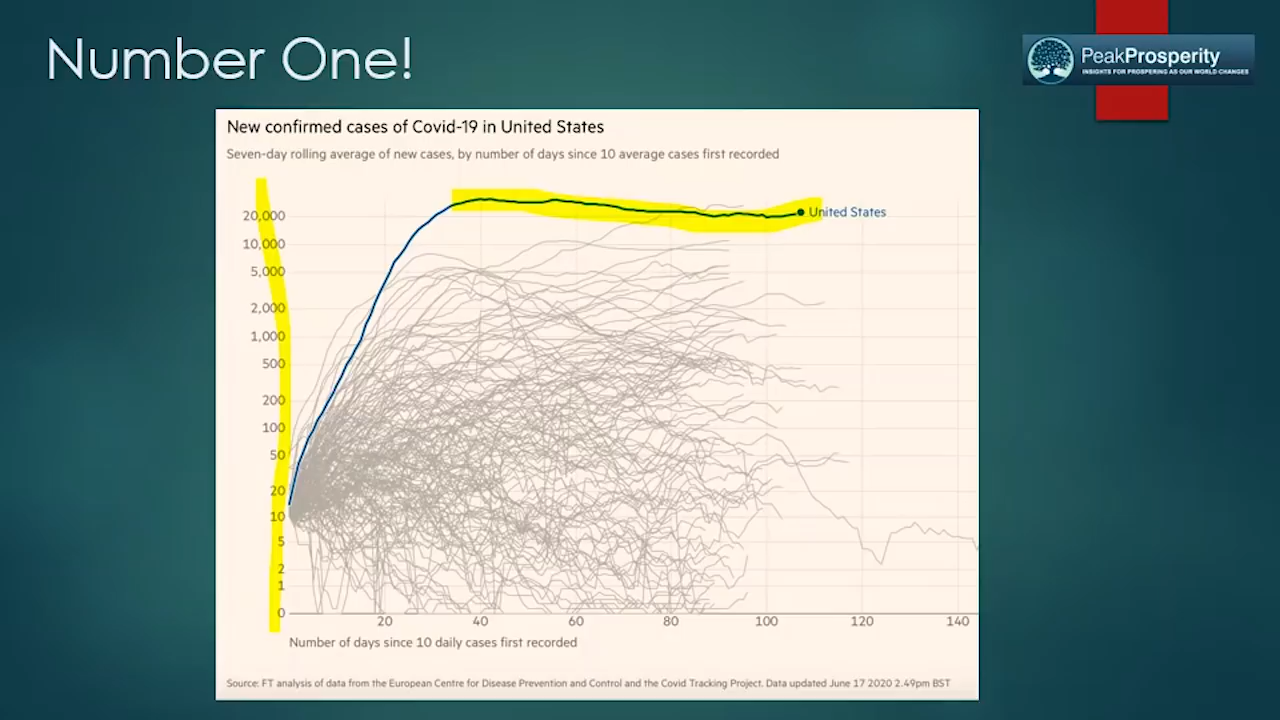 Number One!
PeakProsperity
INSIGHTS FOR PROSPERING AS OUR WORLD CHANGES
New confirmed cases of Covid-19 in United States
Seven-day rolling average of new cases, by number of days since 10 average cases first recorded
20,000
10,000
5,000
2,000
1,000
500
200
100
50
20
10
5
2
1
0
United States
20 40 60 80 100 120 140
Number of days since 10 daily cases first recorded
Source: FT analysis of data from the European Centre for Disease Prevention and Control and the Covid Tracking Project. Data updated June 17 2020 2.49pm BST